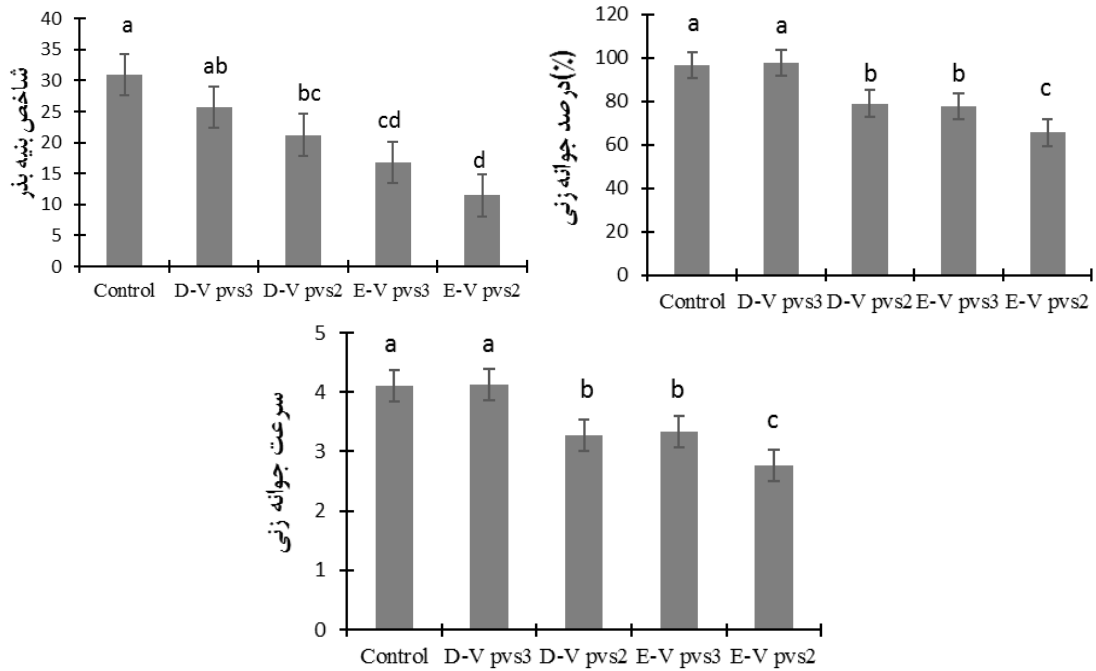 شاخص بنیه بذر
40
35
30
25
20
15
10
5
0
a
ab
bc
cd
d
Control D-V pvs3 D-V pvs2 E-V pvs3 E-V pvs2
درصد جوانه زنی(%)
120
100
80
60
40
20
0
a
a
b
b
c
Control D-V pvs3 D-V pvs2 E-V pvs3 E-V pvs2
سرعت جوانه زنی
5
4
3
2
1
0
a
a
b
b
c
Control D-V pvs3 D-V pvs2 E-V pvs3 E-V pvs2